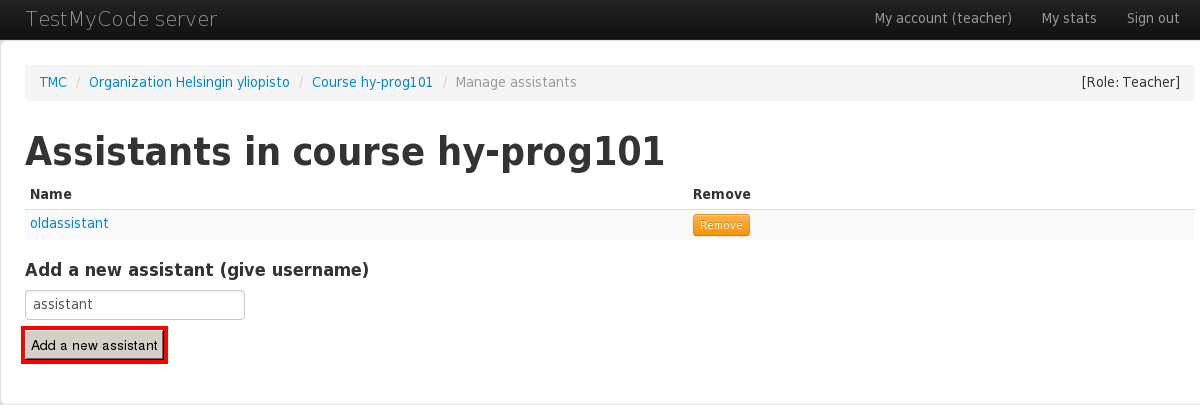 TestMyCode server My account (teacher) My stats Sign out
TMC / Organization Helsingin yliopisto / Course hy-prog101 / Manage assistants [Role: Teacher]
Assistants in course hy-prog101
Name Remove
oldassistant Remove
Add a new assistant (give username)
assistant
Add a new assistant